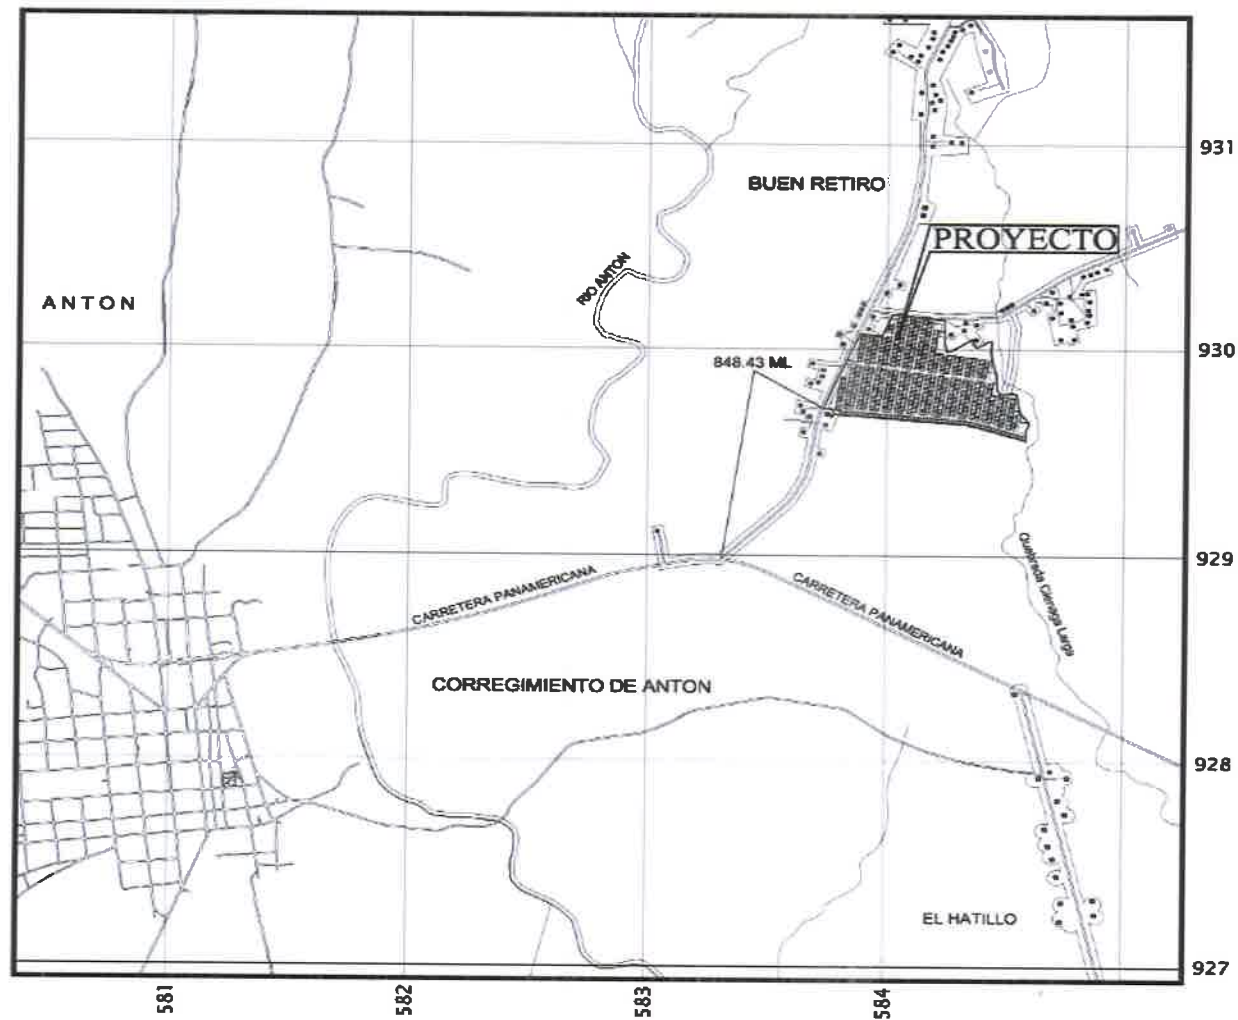 931
BUEN RETIRO
PROYECTO
RIO ANTON
ANTON
930
848.43 ML
929
Quebrada Cienaga Larga
CARRETERA PANAMERICANA
CARRETERA PANAMERICANA
CORREGIMIENTO DE ANTON
928
EL HATILLO
927
581
582
583
584